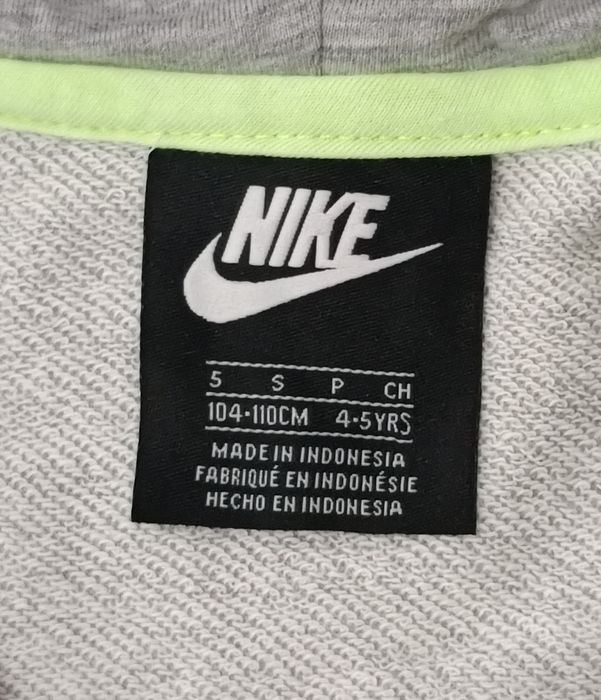 NIKE
5 S P CH
104-110CM 4-5YRS
MADE IN INDONESIA
FABRIQUÉ EN INDONÉSIE
HECHO EN INDONESIA